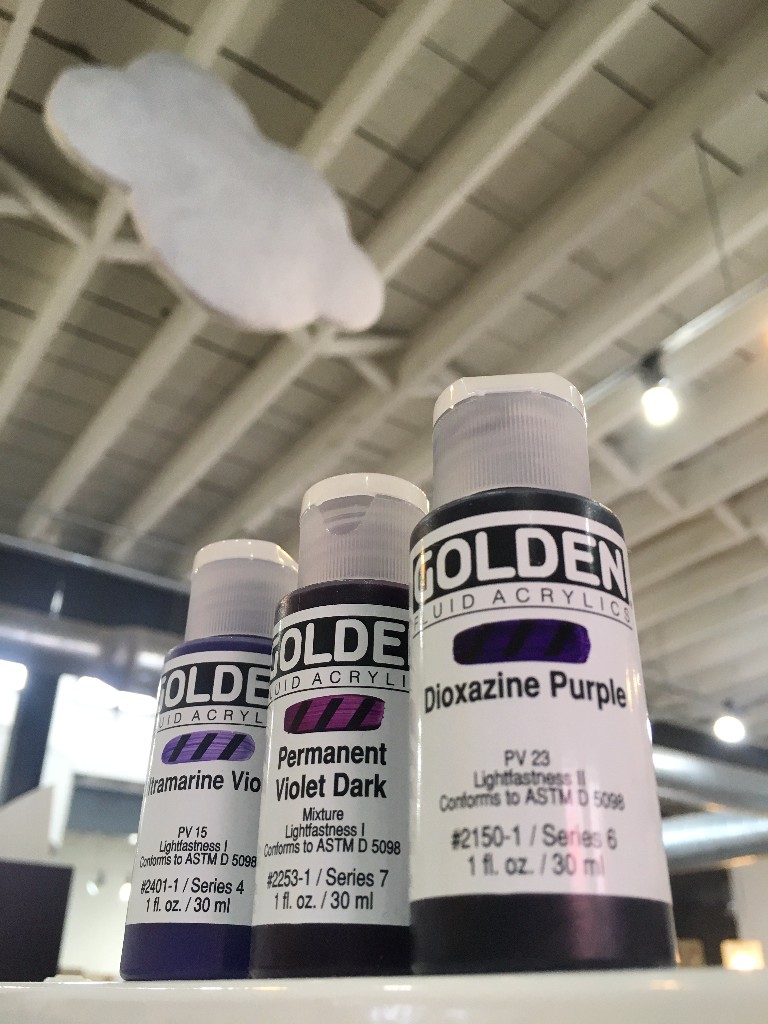 GOLDEN
FLUID ACRYLICS
Dioxazine Purple
PV 23
Lightfastness II
Conforms to ASTM D 5098
#2150-1 / Series 6
1 fl. oz. / 30 ml
OLDE
UID ACRYLI
Permanent
Violet Dark
Mixture
Lightfastness I
Conforms to ASTM D 5098
#2253-1 / Series 7
1 fl. oz. / 30 ml
OLDE
UID ACRYL
ltramarine Vio
PV 15
Lightfastness I
Conforms to ASTM D 5098
#2401-1 / Series 4
1 fl. oz. / 30 ml